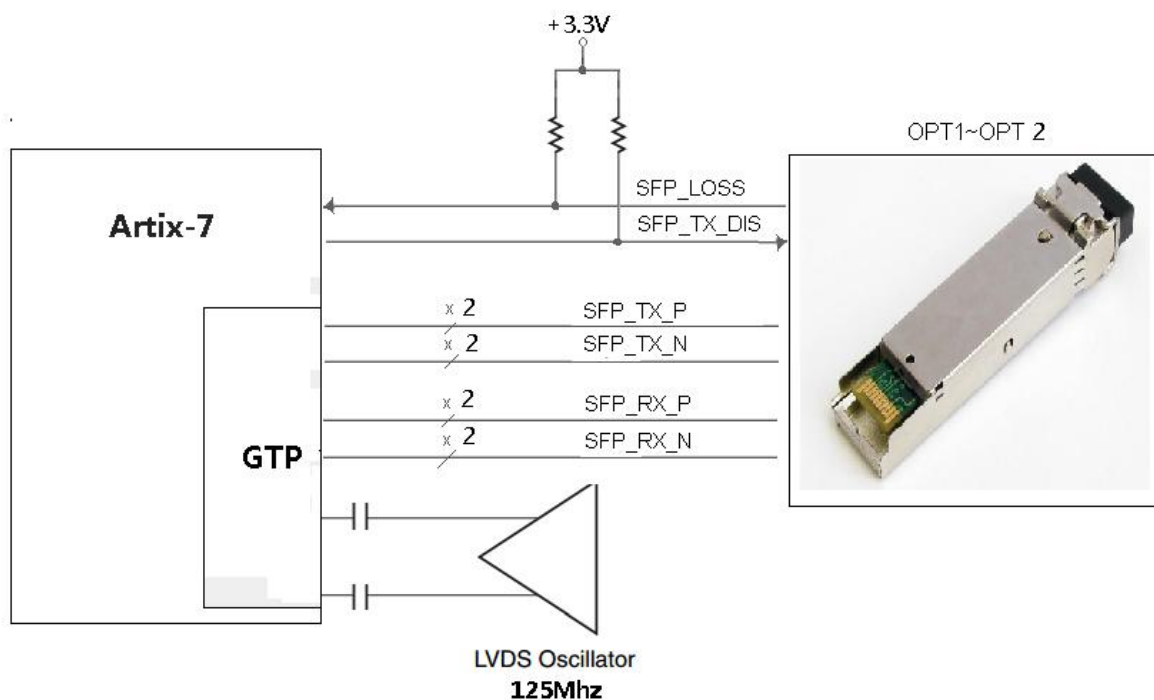 +3.3V
OPT1~OPT 2
SFP_LOSS
Artix-7
SFP_TX_DIS
x 2
SFP_TX_P
x 2
SFP_TX_N
x 2
SFP_RX_P
x 2
SFP_RX_N
GTP
LVDS Oscillator
125Mhz